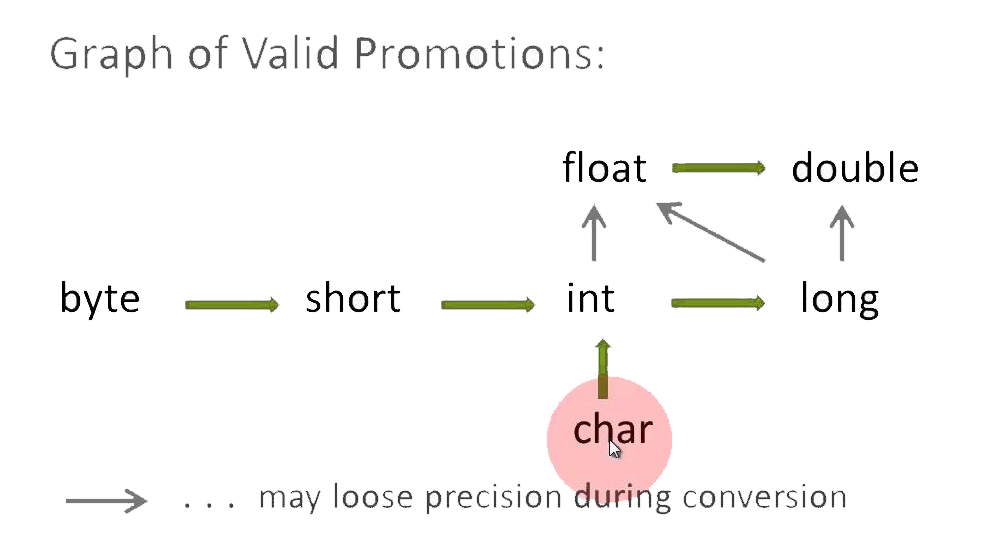 Graph of Valid Promotions:
float double
byte short int long
char
. . . may loose precision during conversion